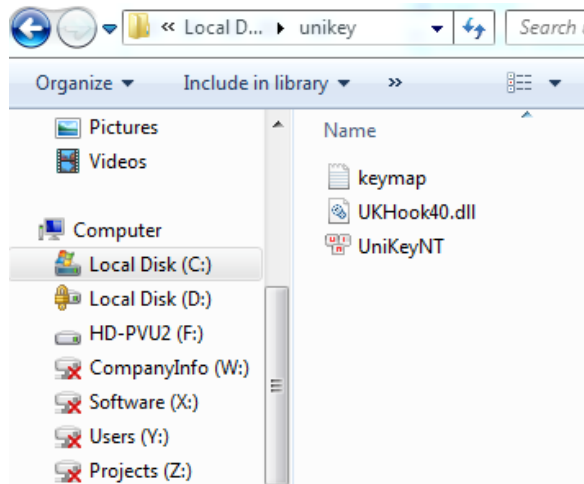 « Local D... ▸ unikey
Search
Organize ▾ Include in library ▾ »
Pictures
Videos
Computer
Local Disk (C:)
Local Disk (D:)
HD-PVU2 (F:)
CompanyInfo (W:)
Software (X:)
Users (Y:)
Projects (Z:)
Name
keymap
UKHook40.dll
UniKeyNT